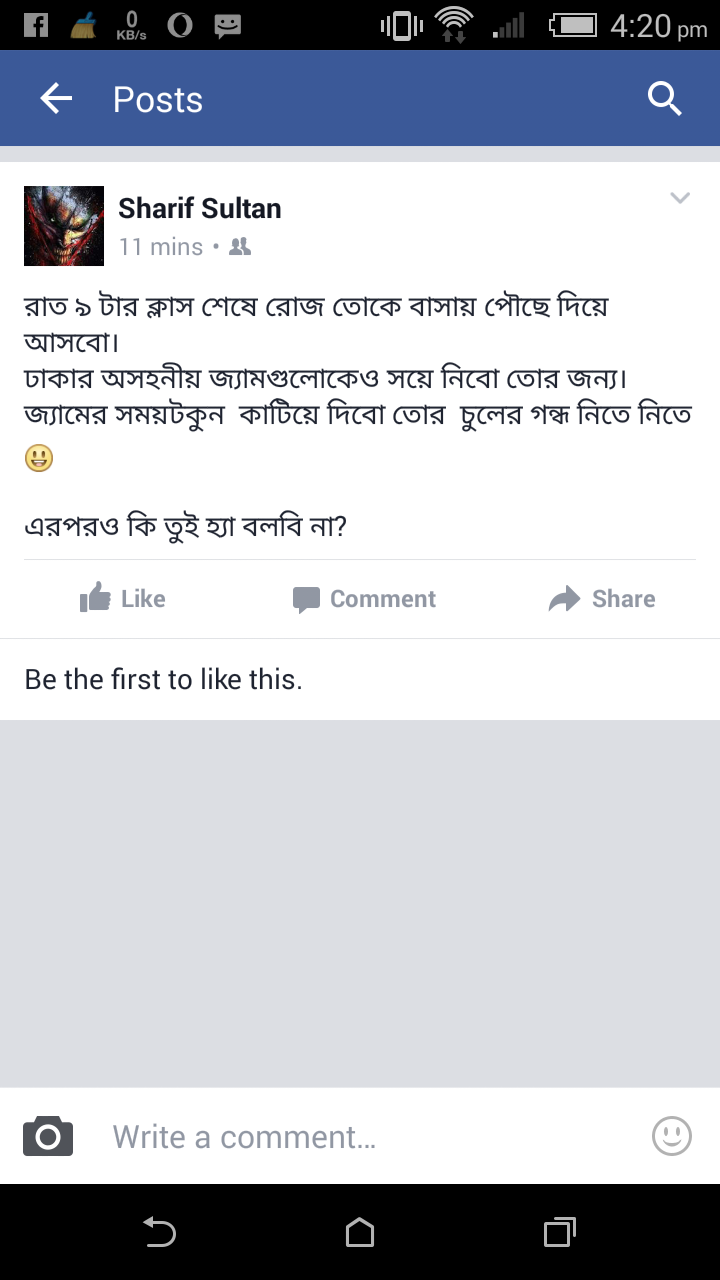 0
KB/s
4:20 pm
Posts
Sharif Sultan
11 mins •
রাত ৯ টার ক্লাস শেষে রোজ তোকে বাসায় পৌছে দিয়ে
আসবো।
ঢাকার অসহনীয় জ্যামগুলোকেও সয়ে নিবো তোর জন্য।
জ্যামের সময়টকুন  কাটিয়ে দিবো তোর  চুলের গন্ধ নিতে নিতে
😃
এরপরও কি তুই হ্যা বলবি না?
Like Comment Share
Be the first to like this.
Write a comment...